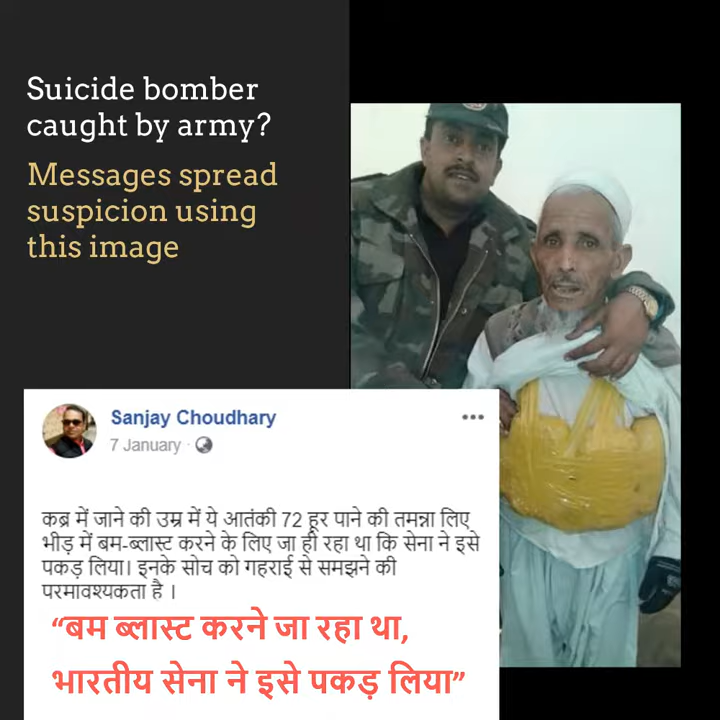 Suicide bomber
caught by army?
Messages spread
suspicion using
this image
Sanjay Choudhary
7 January
कब्र में जाने की उम्र में ये आतंकी 72 हूर पाने की तमन्ना लिए
भीड़ में बम-ब्लास्ट करने के लिए जा ही रहा था कि सेना ने इसे
पकड़ लिया। इनके सोच को गहराई से समझने की
परमावश्यकता है ।
“बम ब्लास्ट करने जा रहा था,
भारतीय सेना ने इसे पकड़ लिया”